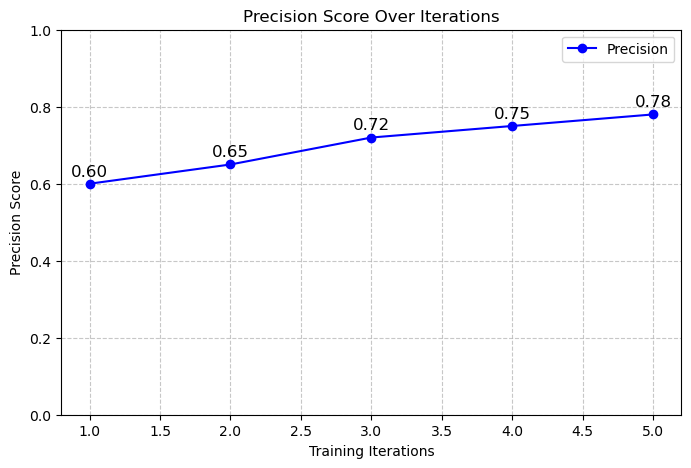 Precision Score Over Iterations
Precision
1.0
0.8
0.6
0.4
0.2
0.0
Precision Score
0.60
0.65
0.72
0.75
0.78
1.0 1.5 2.0 2.5 3.0 3.5 4.0 4.5 5.0
Training Iterations